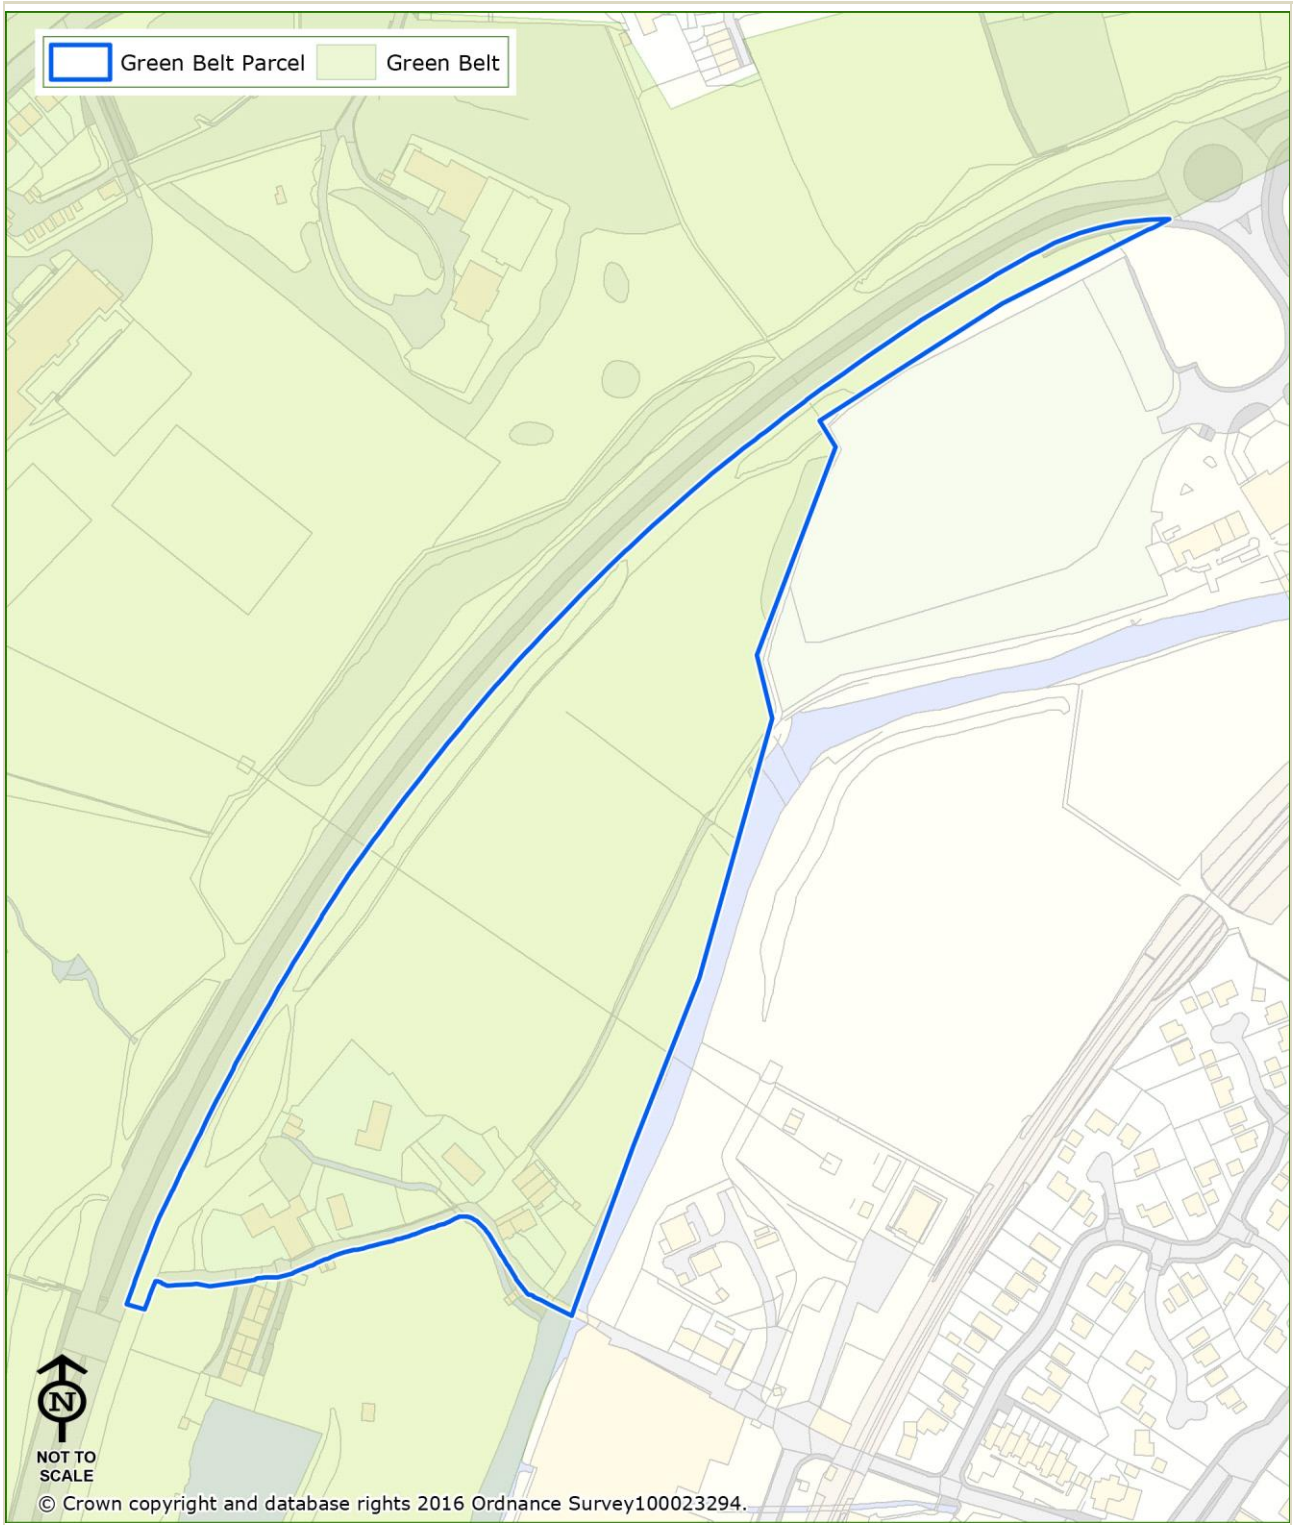 Green Belt Parcel Green Belt
N
NOT TO
SCALE
© Crown copyright and database rights 2016 Ordnance Survey100023294.